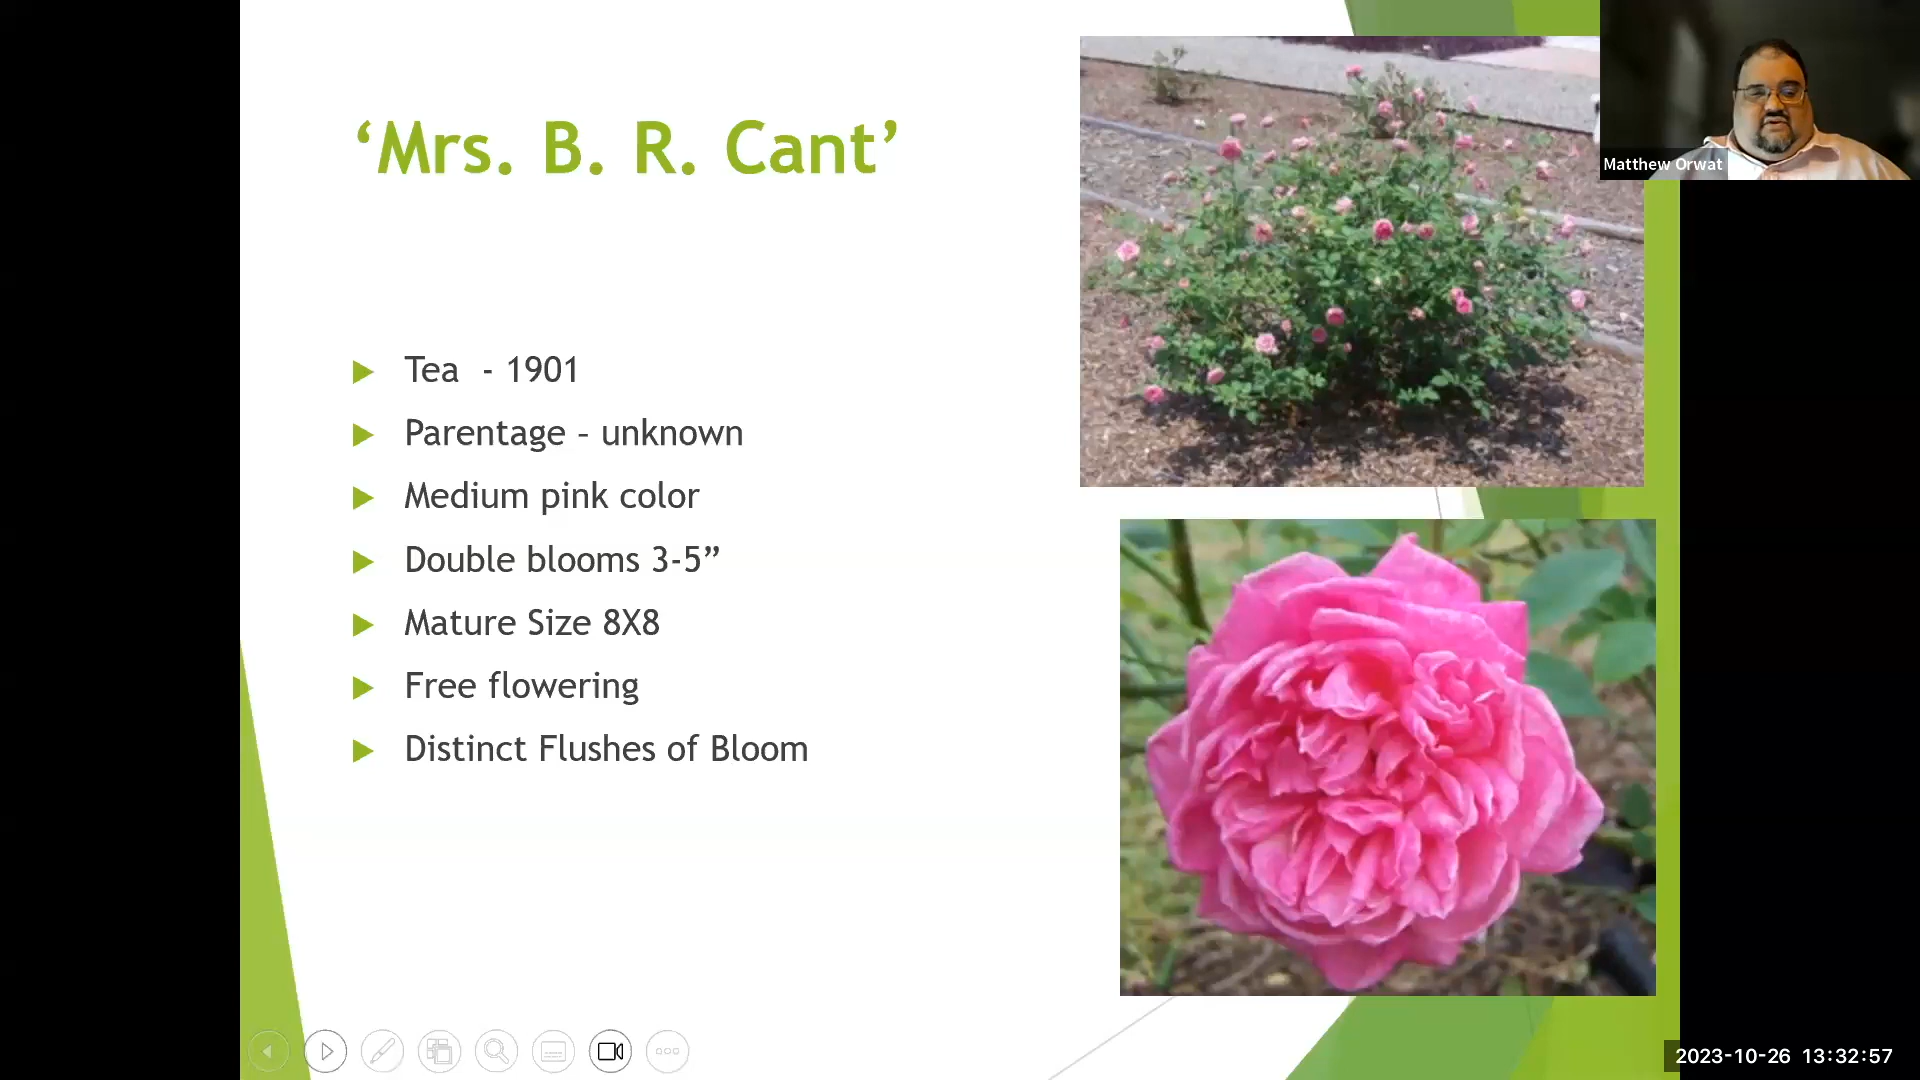 ‘Mrs. B. R. Cant’
Tea  - 1901
Parentage – unknown
Medium pink color
Double blooms 3-5”
Mature Size 8X8
Free flowering
Distinct Flushes of Bloom
Matthew Orwat
2023-10-26  13:32:57